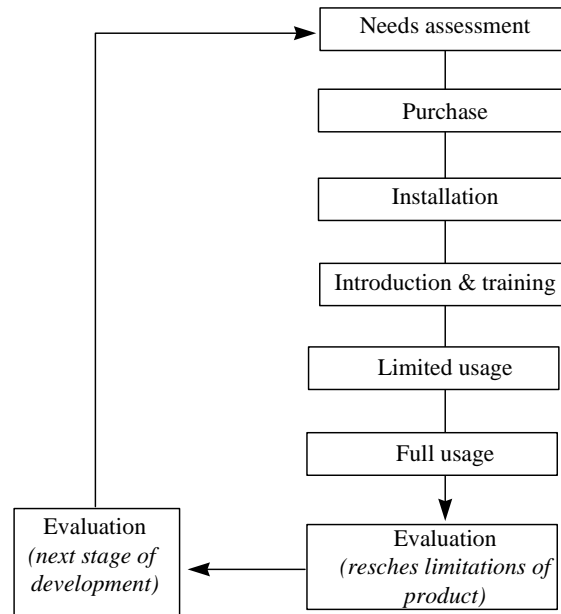 Needs assessment
Purchase
Installation
Introduction & training
Limited usage
Full usage
Evaluation
(resches limitations of
product)
Evaluation
(next stage of
development)